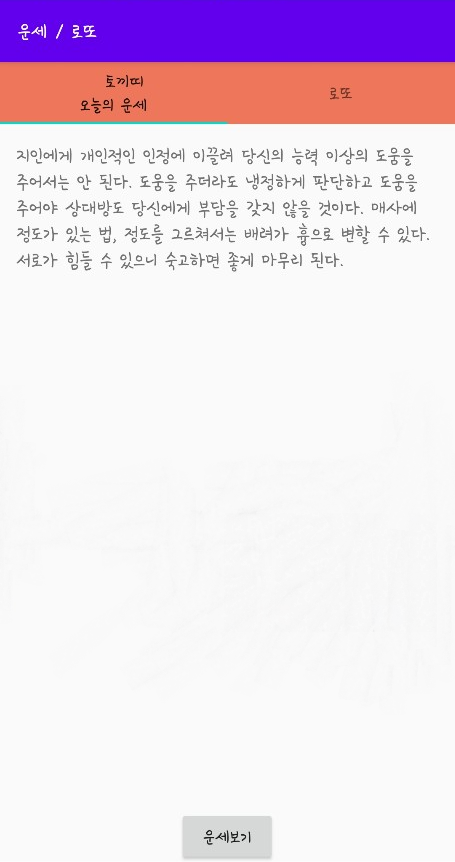 운세 / 로또
토끼띠
오늘의 운세
로또
지인에게 개인적인 인정에 이끌려 당신의 능력 이상의 도움을
주어서는 안 된다. 도움을 주더라도 냉정하게 판단하고 도움을
주어야 상대방도 당신에게 부담을 갖지 않을 것이다. 매사에
정도가 있는 법, 정도를 그르쳐서는 배려가 흉으로 변할 수 있다.
서로가 힘들 수 있으니 숙고하면 좋게 마무리 된다.
운세보기